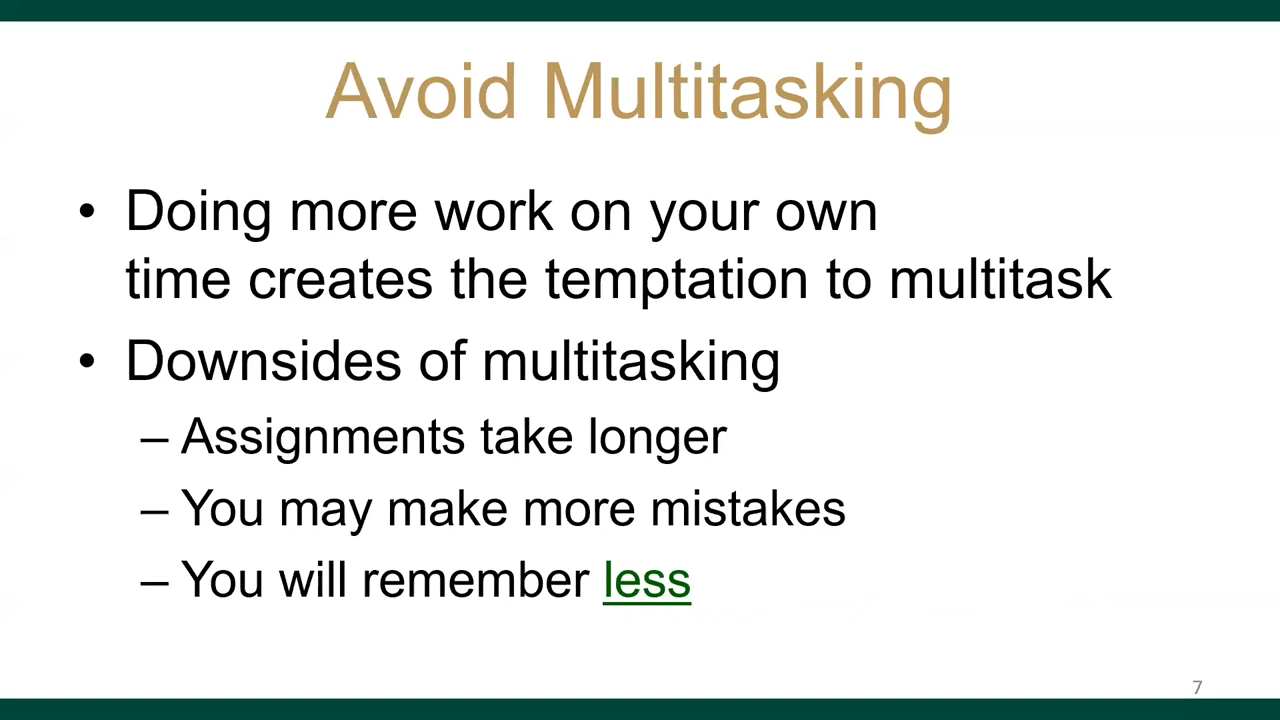 Avoid Multitasking
• Doing more work on your own
time creates the temptation to multitask
• Downsides of multitasking
– Assignments take longer
– You may make more mistakes
– You will remember less
7